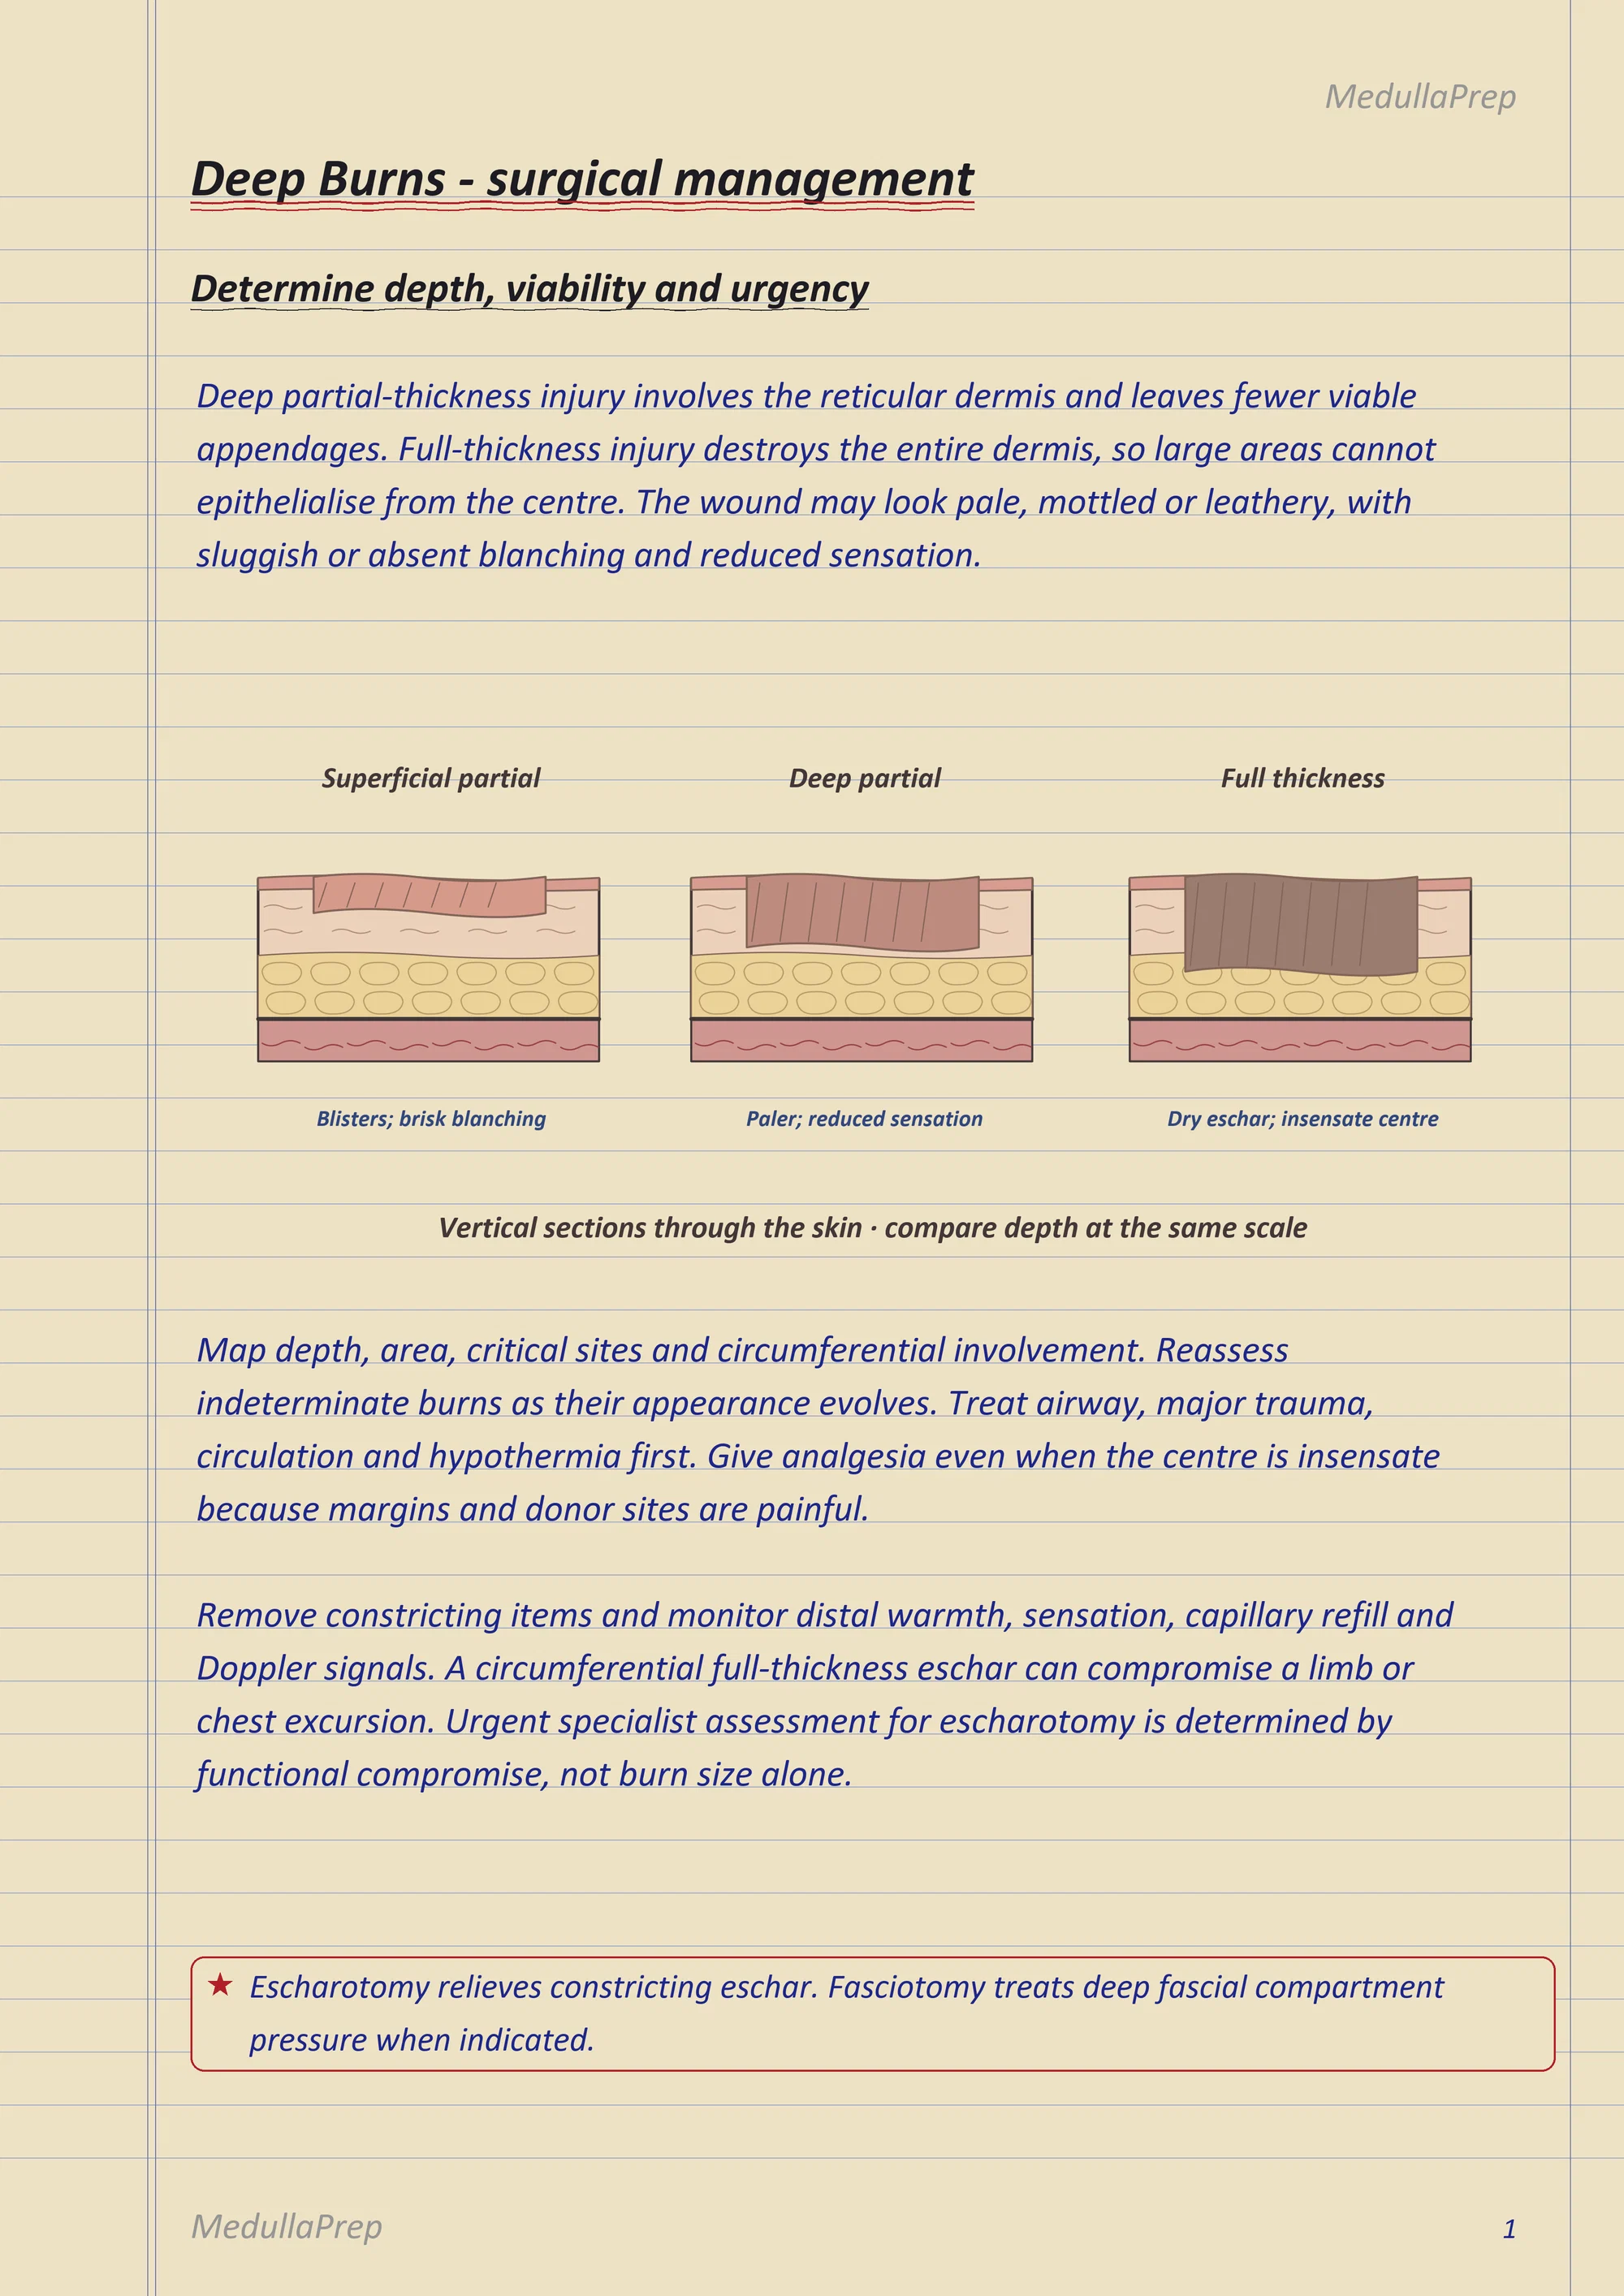 MedullaPrep
Deep Burns - surgical management
Determine depth, viability and urgency
Deep partial-thickness injury involves the reticular dermis and leaves fewer viable
appendages. Full-thickness injury destroys the entire dermis, so large areas cannot
epithelialise from the centre. The wound may look pale, mottled or leathery, with
sluggish or absent blanching and reduced sensation.
Superficial partial
Deep partial
Full thickness
Blisters; brisk blanching
Paler; reduced sensation
Dry eschar; insensate centre
Vertical sections through the skin · compare depth at the same scale
Map depth, area, critical sites and circumferential involvement. Reassess
indeterminate burns as their appearance evolves. Treat airway, major trauma,
circulation and hypothermia first. Give analgesia even when the centre is insensate
because margins and donor sites are painful.
Remove constricting items and monitor distal warmth, sensation, capillary refill and
Doppler signals. A circumferential full-thickness eschar can compromise a limb or
chest excursion. Urgent specialist assessment for escharotomy is determined by
functional compromise, not burn size alone.
★ Escharotomy relieves constricting eschar. Fasciotomy treats deep fascial compartment
pressure when indicated.
MedullaPrep
1